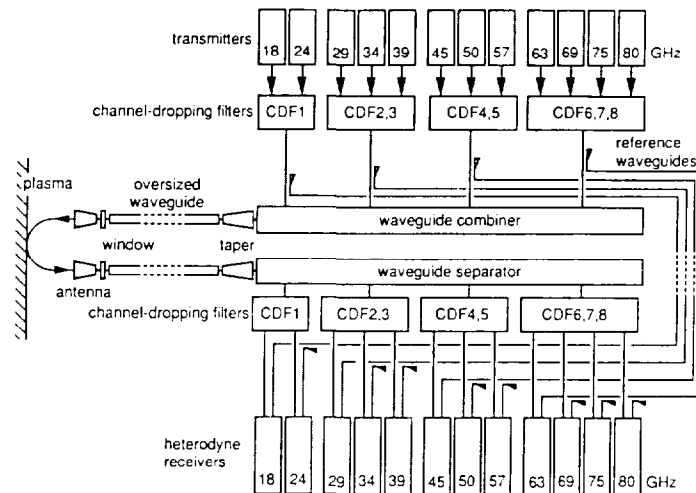 transmitters
18 24 29 34 39 45 50 57 63 69 75 80 GHz
channel-dropping filters CDF1 CDF2,3 CDF4,5 CDF6,7,8
reference
waveguides
plasma
oversized
waveguide
waveguide combiner
window taper
waveguide separator
antenna
channel-dropping filters CDF1 CDF2,3 CDF4,5 CDF6,7,8
heterodyne
receivers
18 24 29 34 39 45 50 57 63 69 75 80 GHz